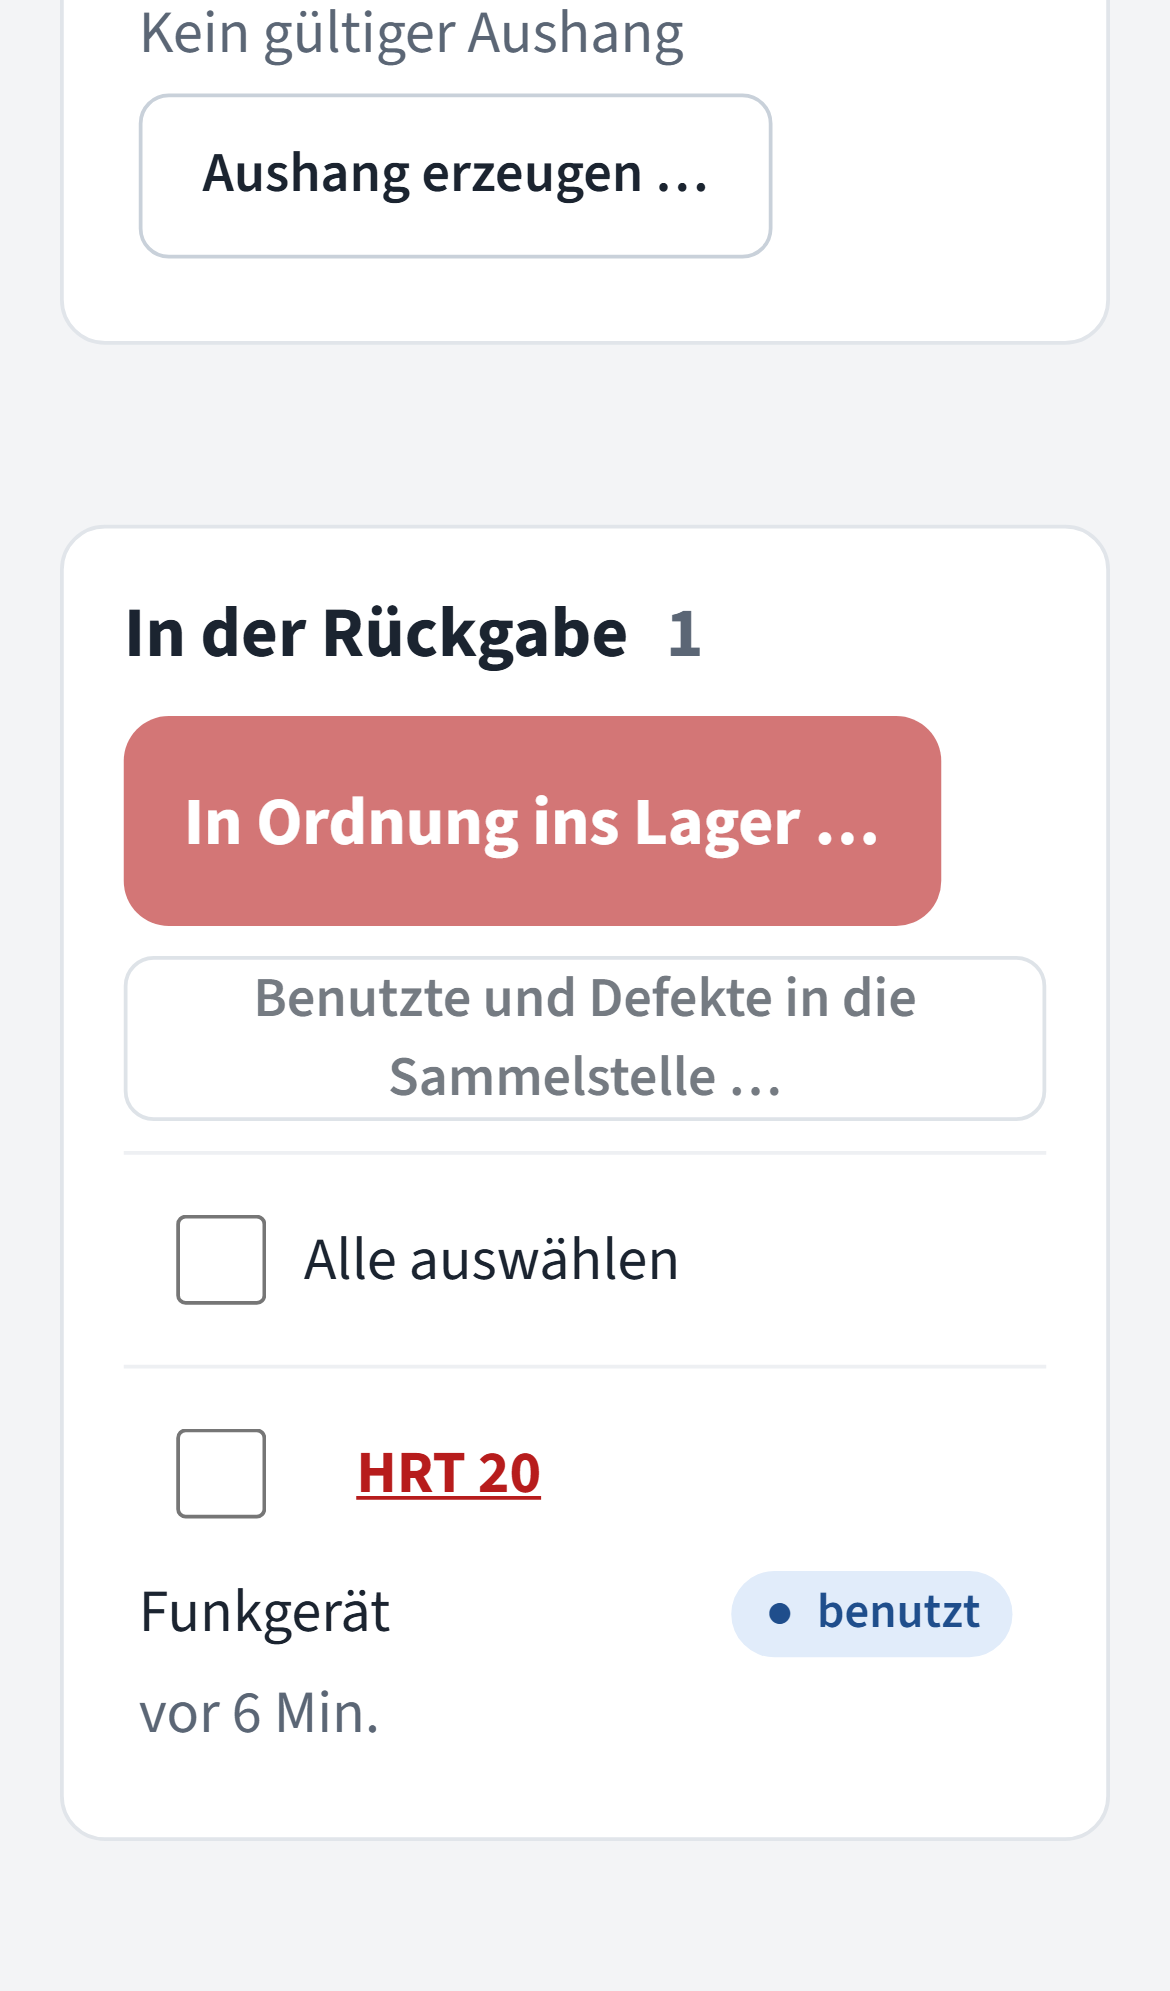 Kein gültiger Aushang
Aushang erzeugen …
In der Rückgabe 1
In Ordnung ins Lager …
Benutzte und Defekte in die
Sammelstelle …
Alle auswählen
HRT 20
Funkgerät
benutzt
vor 6 Min.